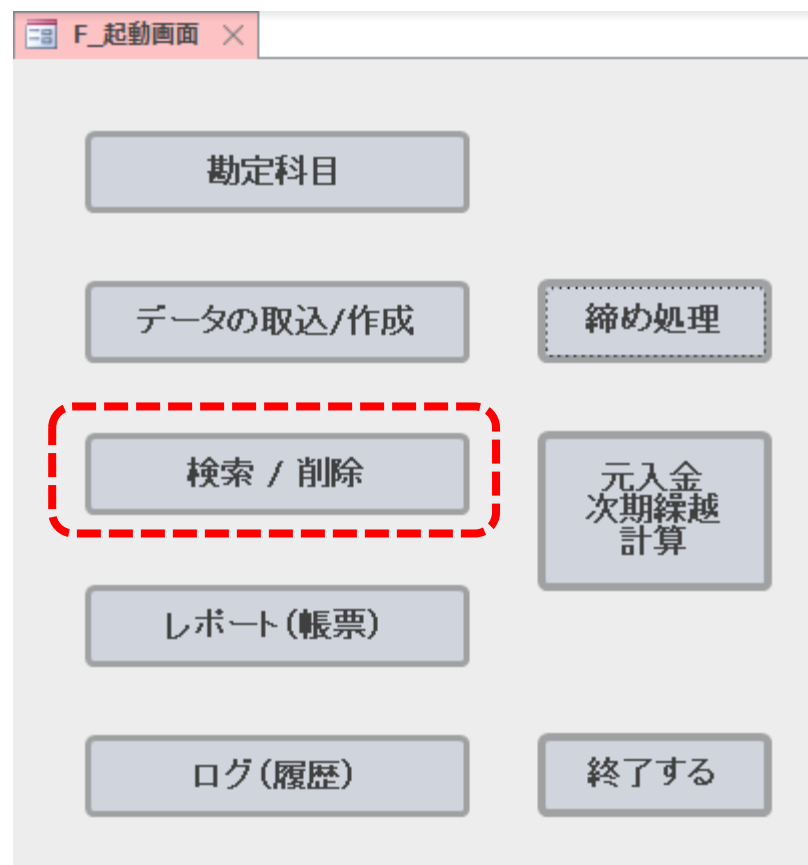 F_起動画面
勘定科目
データの取込/作成
締め処理
検索 / 削除
元入金
次期繰越
計算
レポート(帳票)
ログ(履歴)
終了する